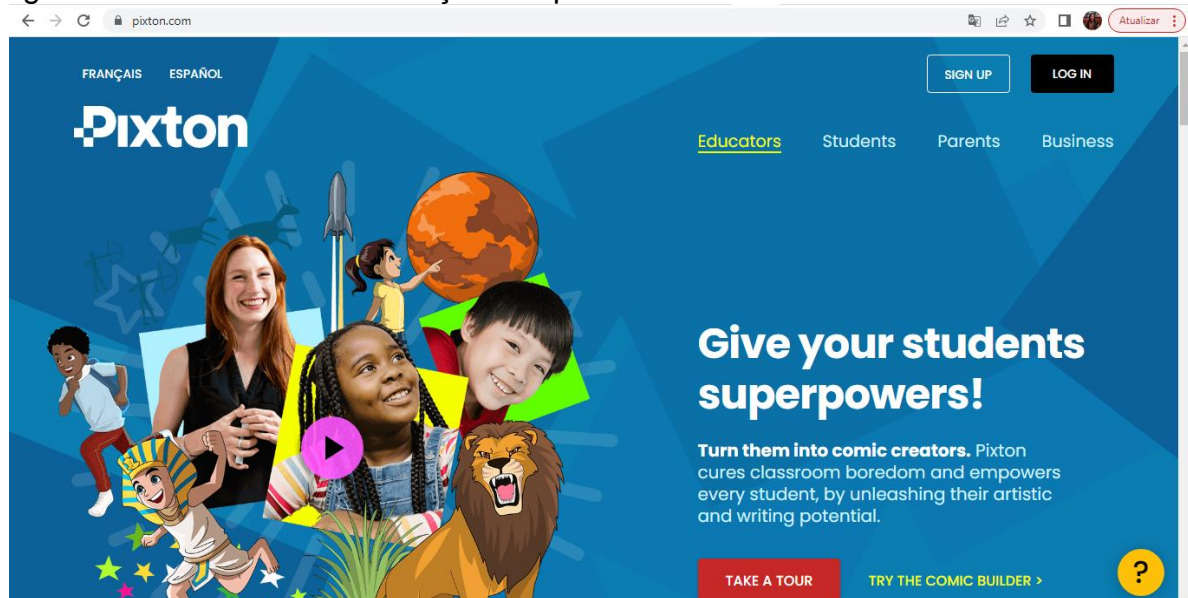 pixton.com
Atualizar
FRANÇAIS ESPAÑOL
SIGN UP
LOG IN
Pixton
Educators Students Parents Business
Give your students
superpowers!
Turn them into comic creators. Pixton
cures classroom boredom and empowers
every student, by unleashing their artistic
and writing potential.
TAKE A TOUR
TRY THE COMIC BUILDER >
?